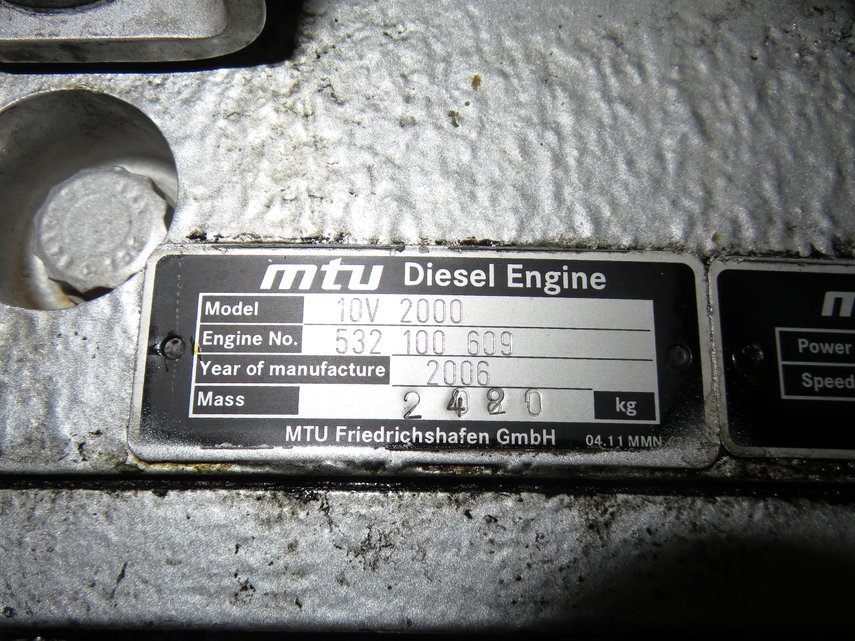 mtu Diesel Engine
Model 10V 2000
Engine No. 532 100 609
Year of manufacture 2006
Mass 2480 kg
MTU Friedrichshafen GmbH 04.11 MMN
Power
Speed